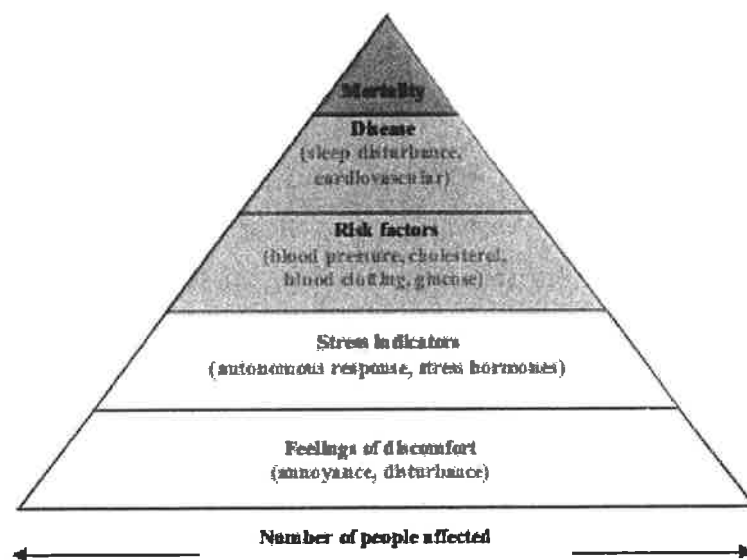 Mortality
Disease
(sleep disturbance,
cardiovascular)
Risk factors
(blood pressure, cholesterol,
blood clotting, glucose)
Stress indicators
(autonomous response, stress hormones)
Feelings of discomfort
(annoyance, disturbance)
Number of people affected